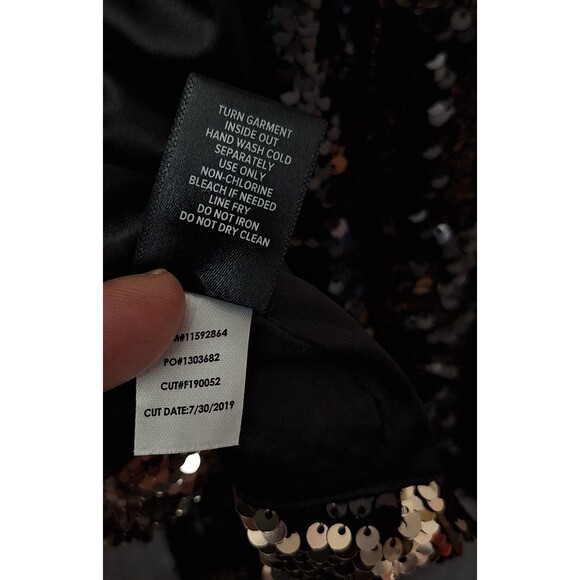 TURN GARMENT
INSIDE OUT
HAND WASH COLD
SEPARATELY
USE ONLY
NON-CHLORINE
BLEACH IF NEEDED
LINE FRY
DO NOT IRON
DO NOT DRY CLEAN
M#11592864
PO#1303682
CUT#F190052
CUT DATE:7/30/2019